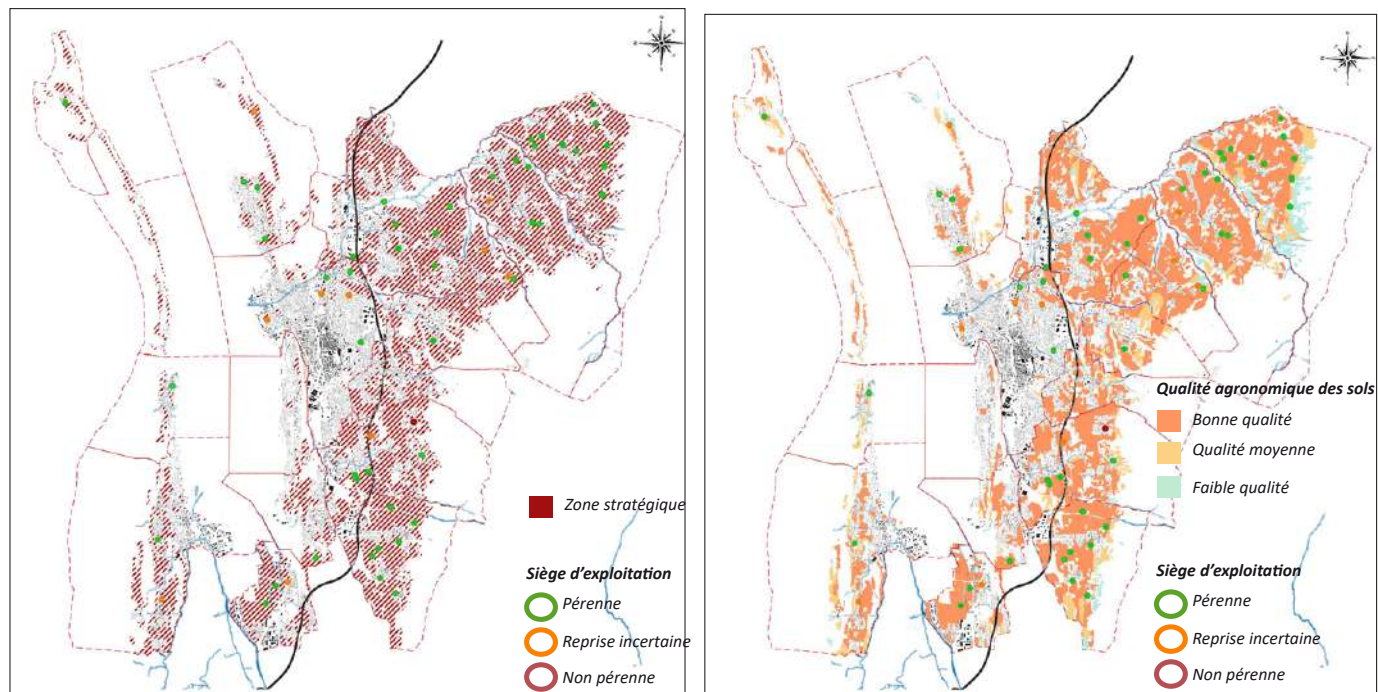 Zone stratégique
Siège d'exploitation
Pérenne
Reprise incertaine
Non pérenne
Qualité agronomique des sols
Bonne qualité
Qualité moyenne
Faible qualité
Siège d'exploitation
Pérenne
Reprise incertaine
Non pérenne